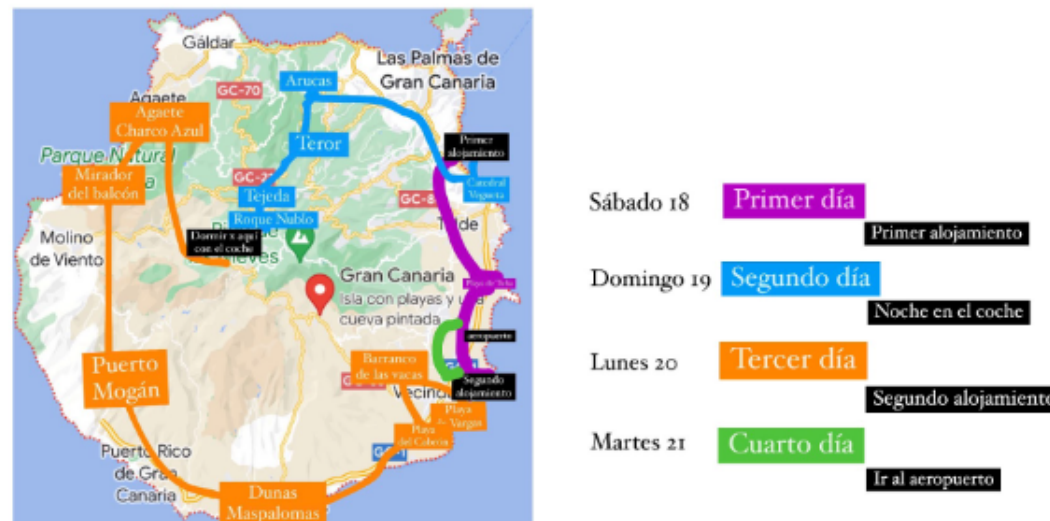 Gáldar
Las Palmas de
Gran Canaria
Arucas
GC-70
Agaete
Agaete
Charco Azul
Primer
alojamiento
Teror
Parque Natural
Mirador
del balcón
Tejeda
Catedral
Vegueta
GC-8
Roque Nublo
Molino
de Viento
Dormir x aquí
con el coche
Gran Canaria
Isla con playas y una
cueva pintada
aeropuerto
Puerto
Mogán
Barranco
de las vacas
Segundo
alojamiento
Playa
de Vargas
Playa
del Cabrón
Puerto Rico
de Gran
Canaria
Dunas
Maspalomas
Sábado 18
Primer día
Primer alojamiento
Domingo 19
Segundo día
Noche en el coche
Lunes 20
Tercer día
Segundo alojamiento
Martes 21
Cuarto día
Ir al aeropuerto